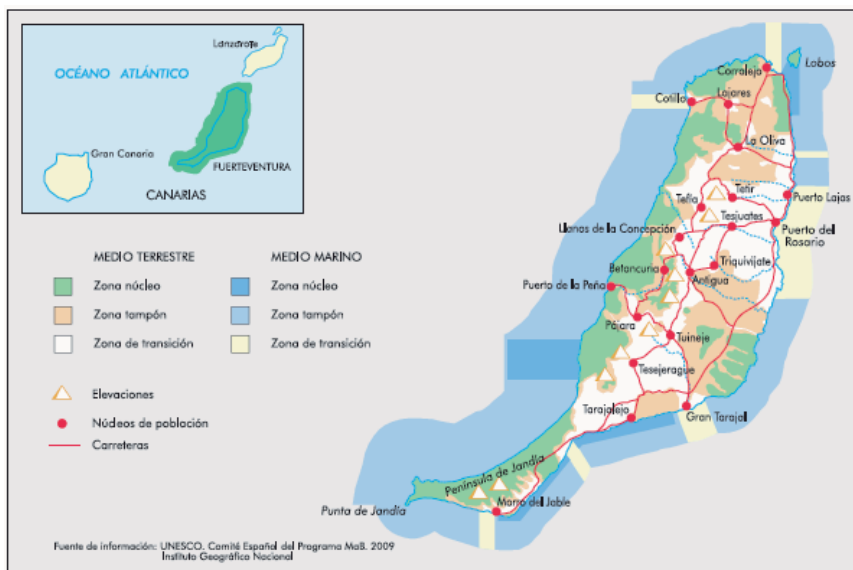 Lanzarote
OCÉANO ATLÁNTICO
Gran Canaria
FUERTEVENTURA
CANARIAS
MEDIO TERRESTRE
Zona núcleo
Zona tampón
Zona de transición
MEDIO MARINO
Zona núcleo
Zona tampón
Zona de transición
Elevaciones
Núcleos de población
Carreteras
Lobos
Corralejo
Cotillo
Lajares
La Oliva
Tetir
Tefía
Puerto Lajas
Tesjuates
Puerto del
Rosario
Llanos de la Concepción
Triquivijate
Betancuria
Antigua
Puerto de la Peña
Pájara
Tuineje
Tesejerague
Tarajalejo
Gran Tarajal
Península de Jandía
Punta de Jandía
Morro del Jable
Fuente de información: UNESCO. Comité Español del Programa MaB. 2009
Instituto Geográfico Nacional